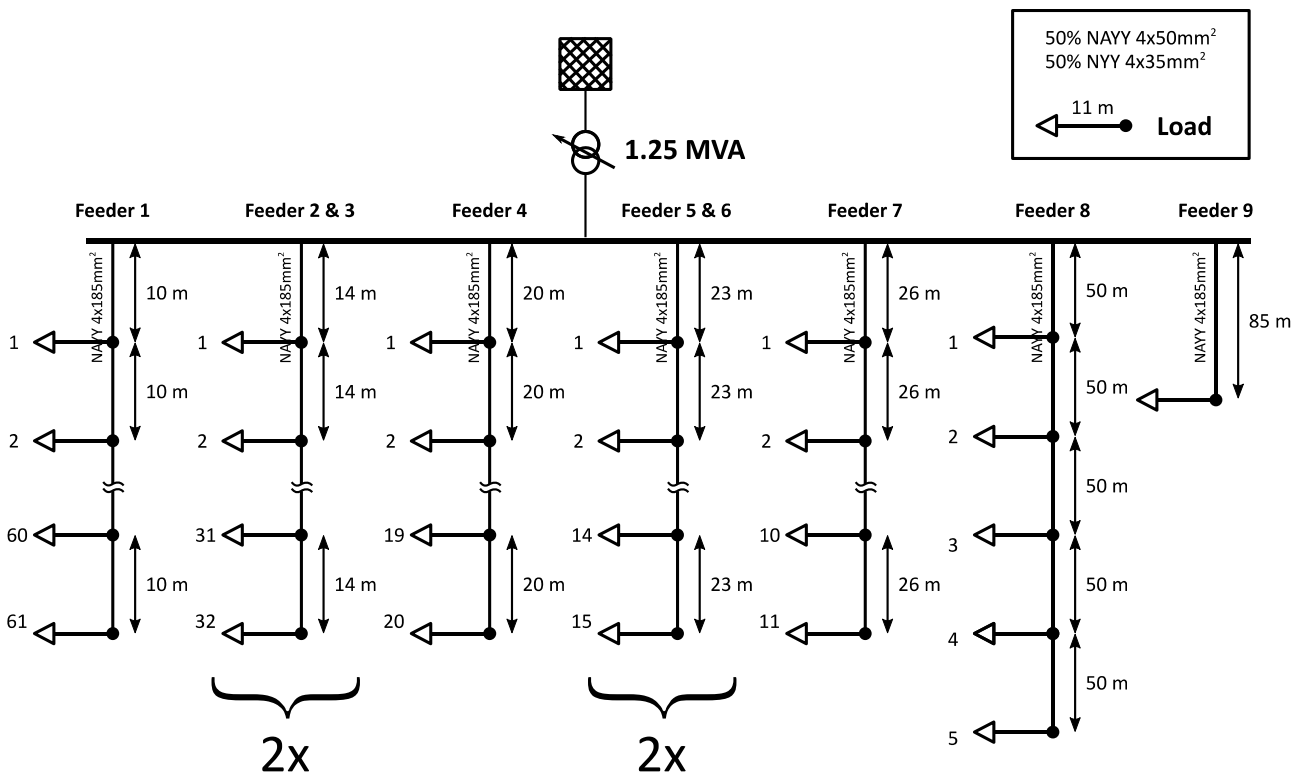 50% NAYY 4x50mm²
50% NYY 4x35mm²
11 m
Load
1.25 MVA
Feeder 1
Feeder 2 & 3
Feeder 4
Feeder 5 & 6
Feeder 7
Feeder 8
Feeder 9
NAYY 4x185mm²
10 m
1
10 m
2
60
10 m
61
NAYY 4x185mm²
14 m
1
14 m
2
31
14 m
32
2x
NAYY 4x185mm²
20 m
1
20 m
2
19
20 m
20
NAYY 4x185mm²
23 m
1
23 m
2
14
23 m
15
2x
NAYY 4x185mm²
26 m
1
26 m
2
10
26 m
11
NAYY 4x185mm²
50 m
1
50 m
2
50 m
3
50 m
4
50 m
5
NAYY 4x185mm²
85 m